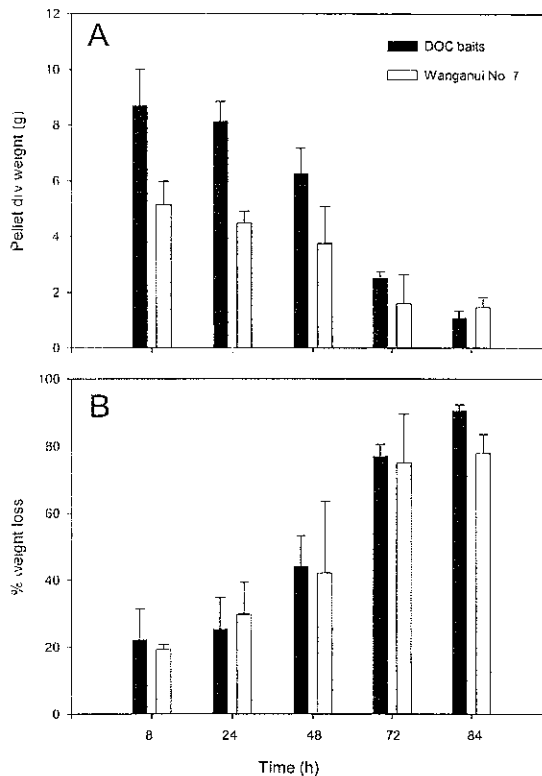 A
DOC baits
Wanganui No. 7
Pellet dry weight (g)
12
10
8
6
4
2
0
B
% weight loss
100
80
60
40
20
0
8 24 48 72 84
Time (h)